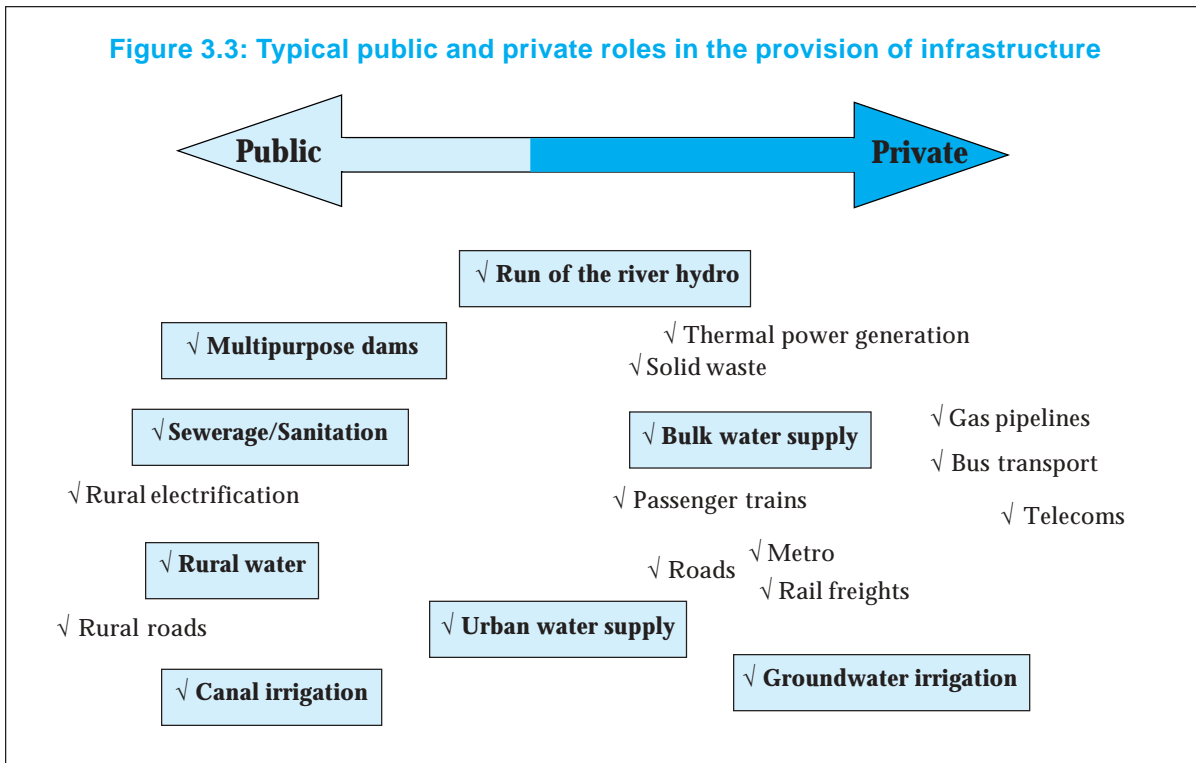 Figure 3.3: Typical public and private roles in the provision of infrastructure
Public
Private
√ Run of the river hydro
√ Multipurpose dams
√ Thermal power generation
√ Solid waste
√ Sewerage/Sanitation
√ Bulk water supply
√ Gas pipelines
√ Bus transport
√ Rural electrification
√ Passenger trains
√ Telecoms
√ Rural water
√ Roads
√ Metro
√ Rail freights
√ Rural roads
√ Urban water supply
√ Canal irrigation
√ Groundwater irrigation